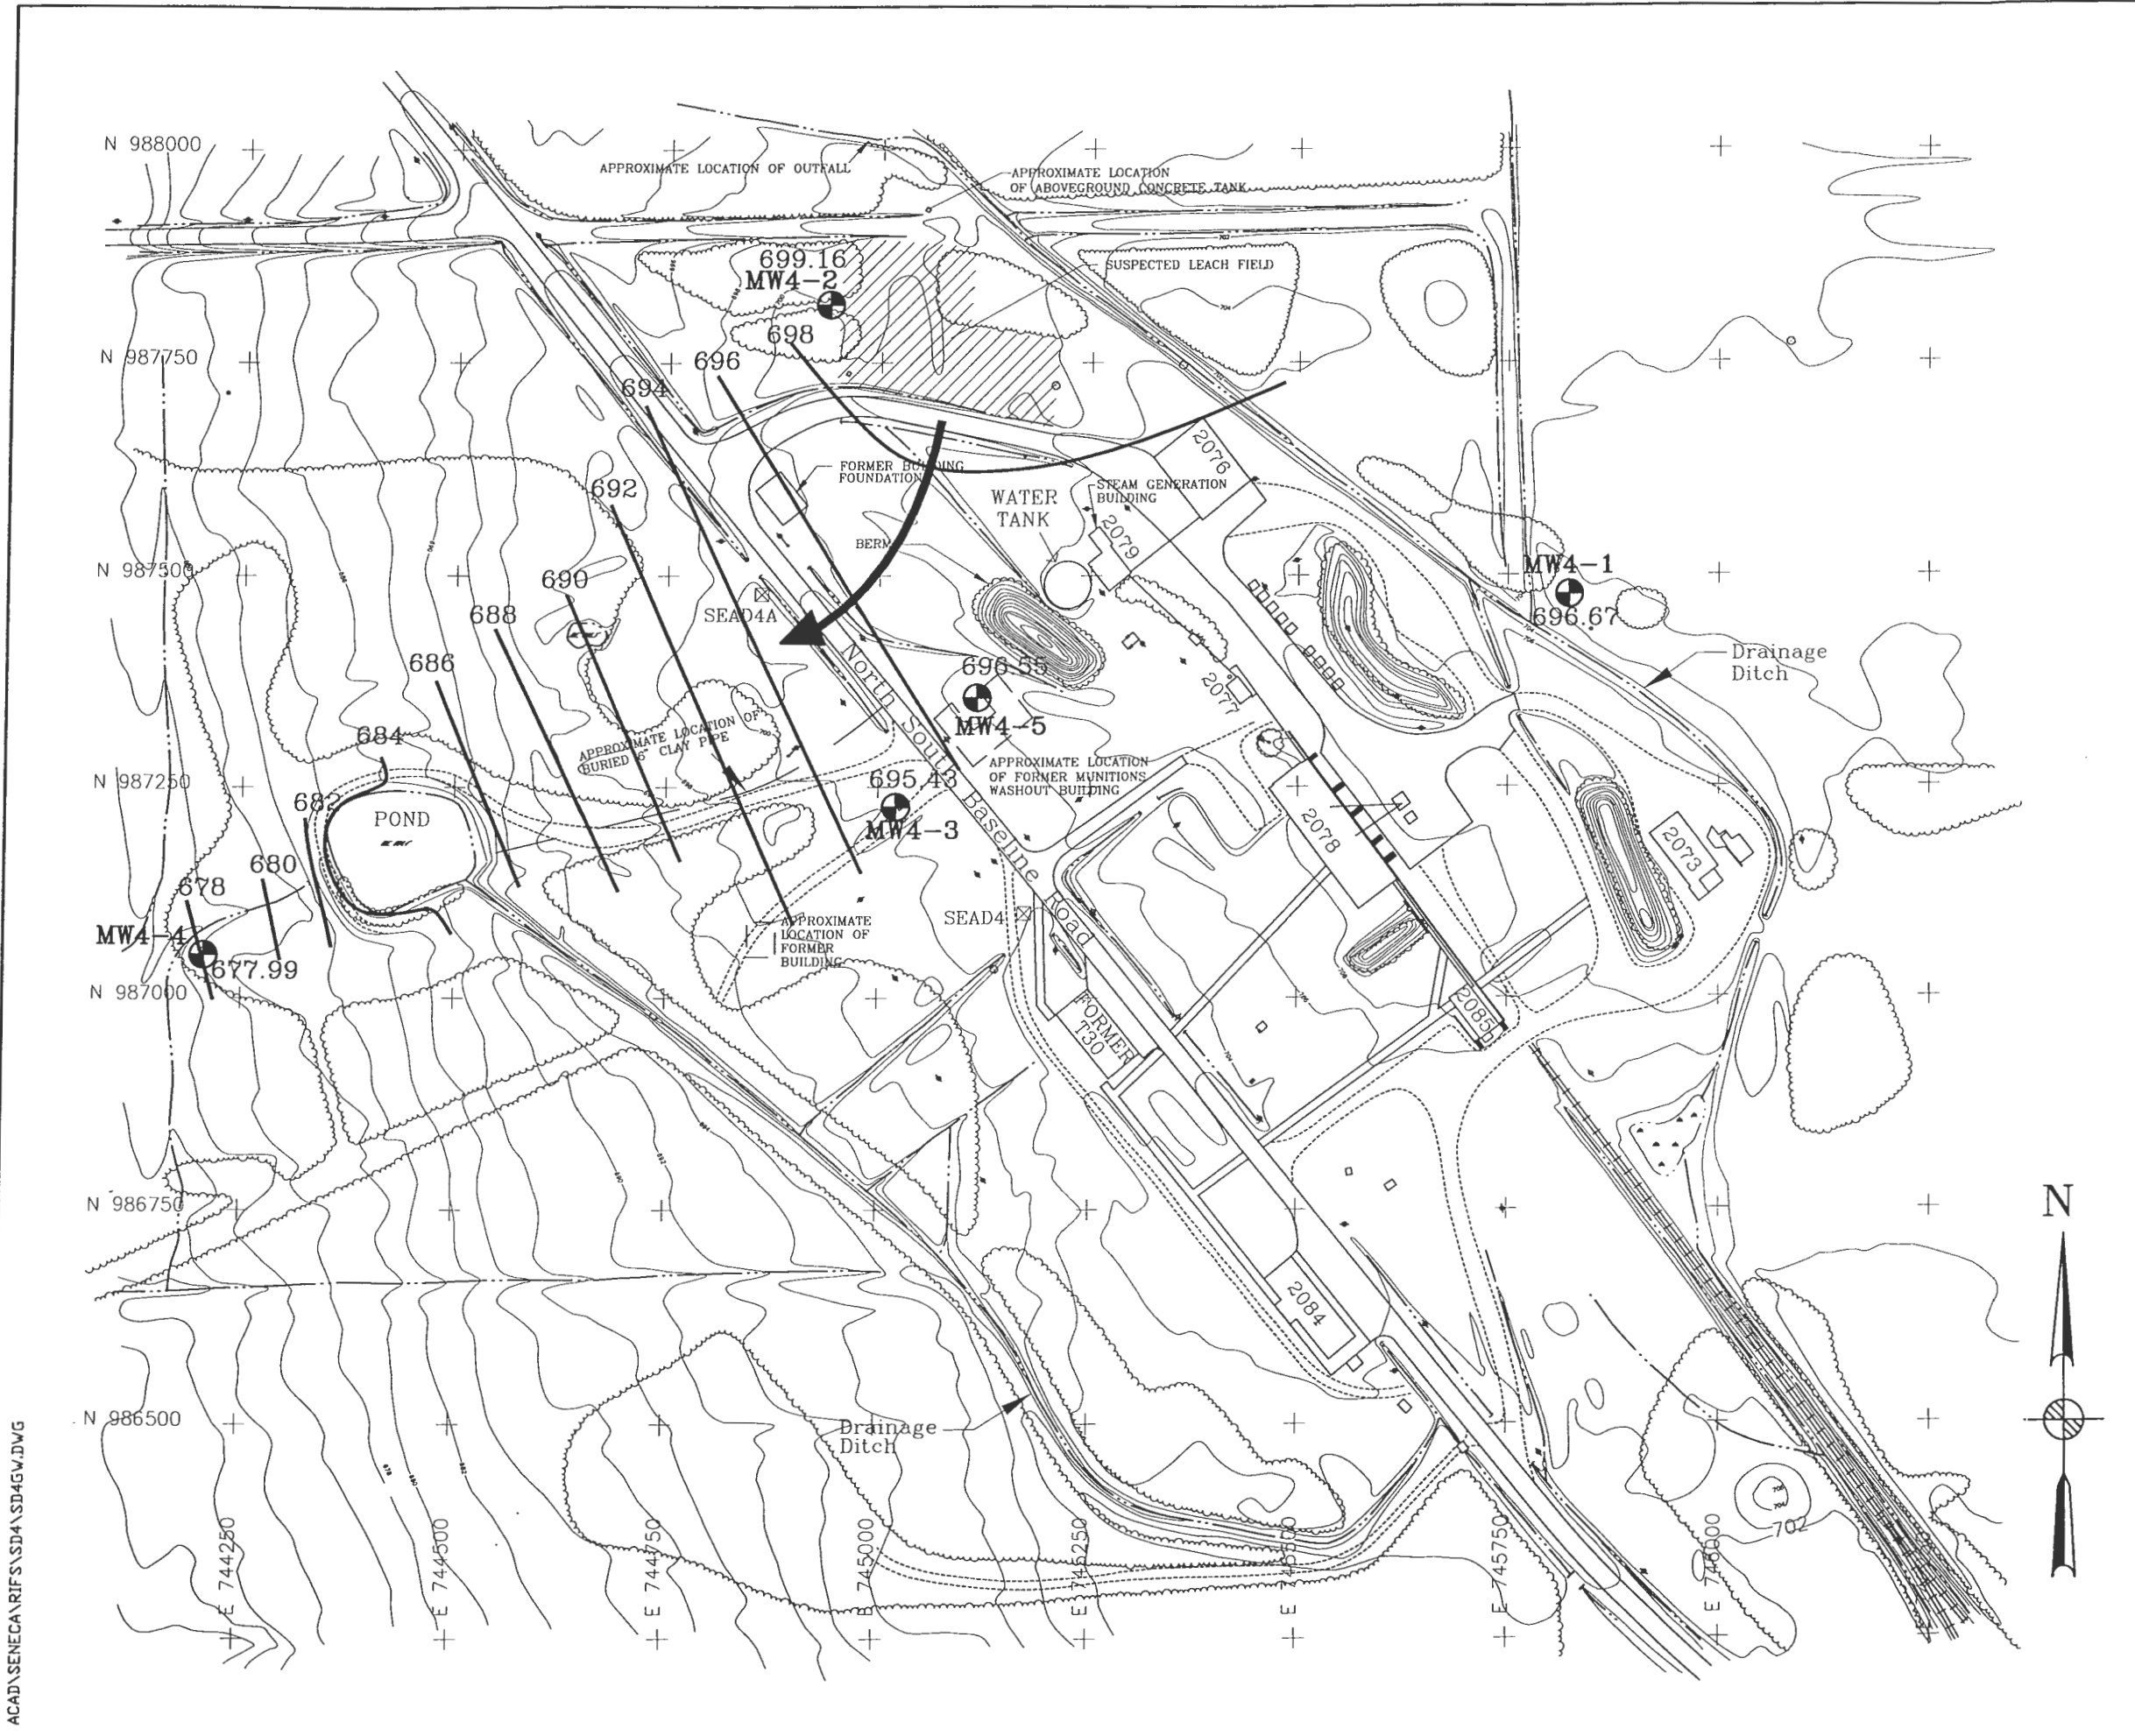 N 988000
APPROXIMATE LOCATION OF OUTFALL
APPROXIMATE LOCATION
OF ABOVEGROUND CONCRETE TANK
702
699.16
MW4-2
SUSPECTED LEACH FIELD
704
698
N 987750
696
694
2076
FORMER BUILDING
FOUNDATION
STEAM GENERATION
BUILDING
WATER
TANK
692
2079
BERM
N 987500
690
MW4-1
696.67
688
SEAD4A
686
696.55
MW4-5
2077
Drainage
Ditch
North South Baseline Road
684
APPROXIMATE LOCATION OF
BURIED 6" CLAY PIPE
APPROXIMATE LOCATION
OF FORMER MUNITIONS
WASHOUT BUILDING
N 987250
695.43
MW4-3
682
POND
2078
2073
680
678
SEAD4
APPROXIMATE
LOCATION OF
FORMER
BUILDING
MW4-4
677.99
N 987000
FORMER
T30
2085
N 986750
N
2084
N 986500
Drainage
Ditch
702
E 744250
E 744500
E 744750
E 745000
E 745250
E 745500
E 745750
E 746000
ACAD\SENECA\RIFS\SD4\SD4GW.DWG